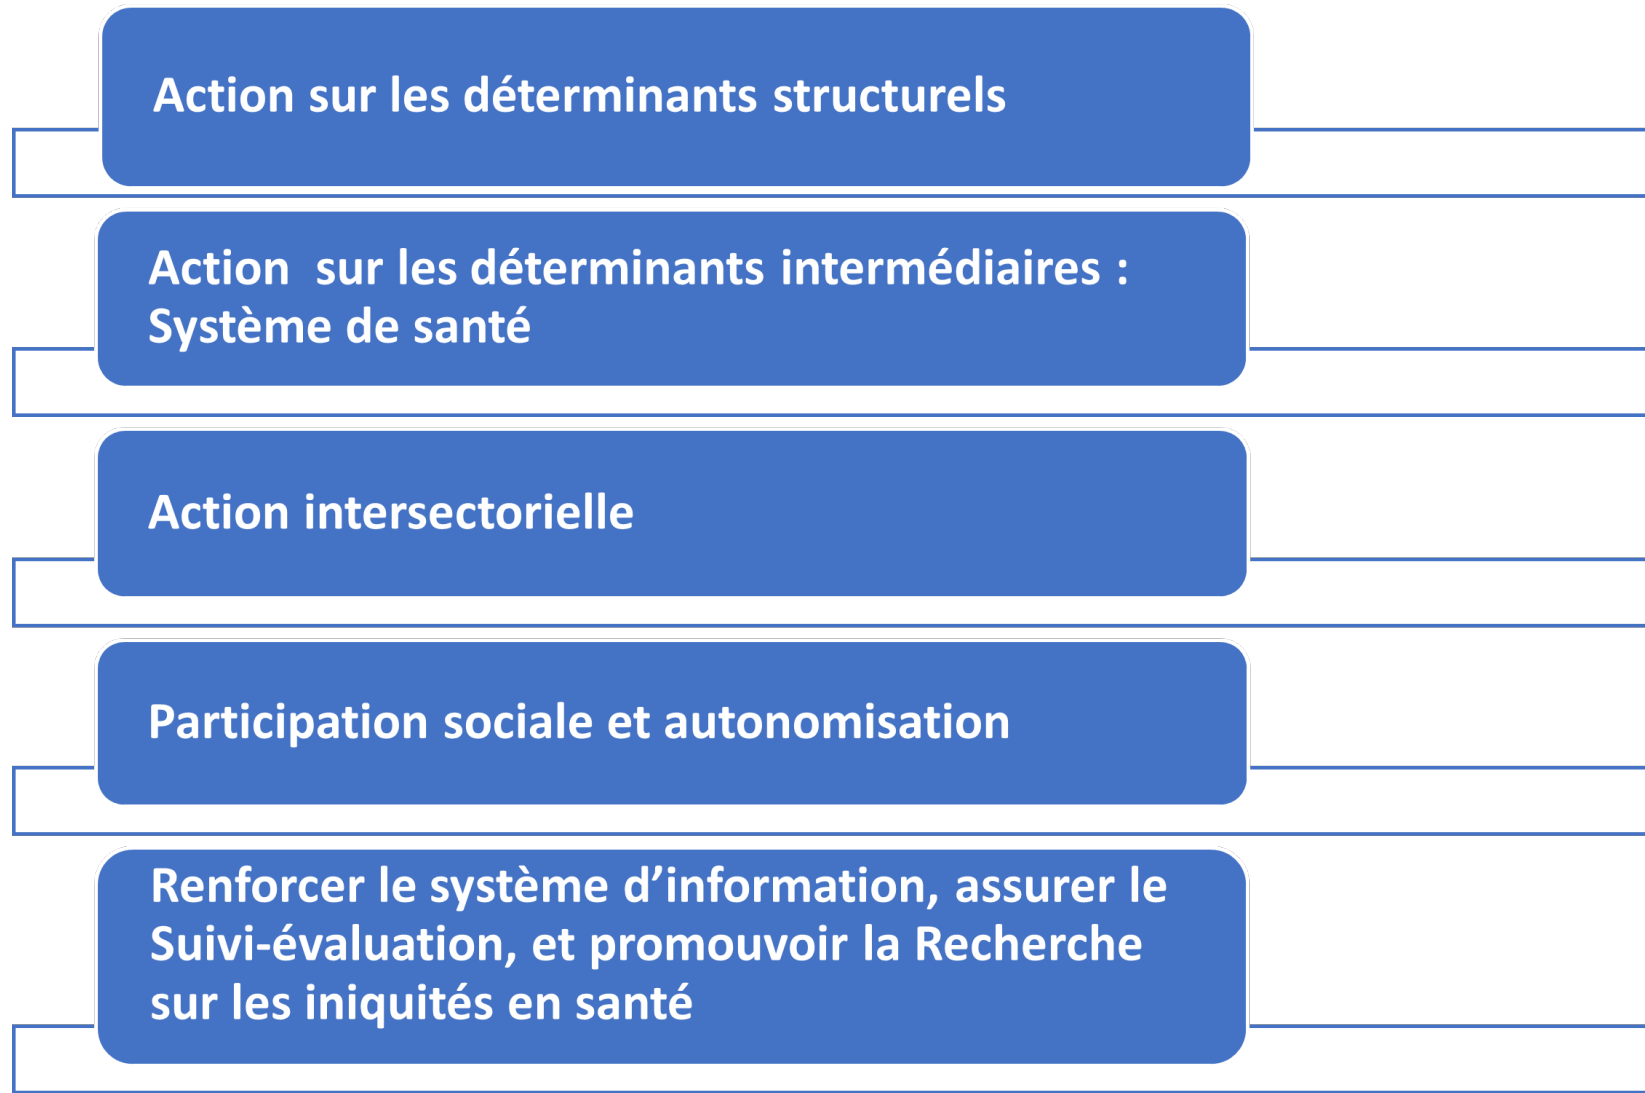 Action sur les déterminants structurels
Action  sur les déterminants intermédiaires :
Système de santé
Action intersectorielle
Participation sociale et autonomisation
Renforcer le système d’information, assurer le
Suivi-évaluation, et promouvoir la Recherche
sur les iniquités en santé